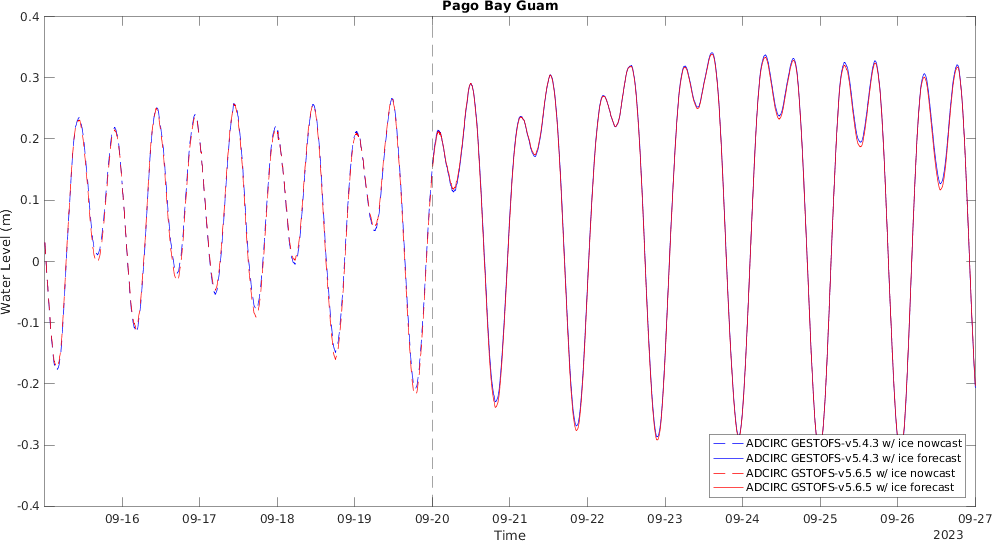 Pago Bay Guam
0.4
0.3
0.2
0.1
0
-0.1
-0.2
-0.3
-0.4
Water Level (m)
ADCIRC GESTOFS-v5.4.3 w/ ice nowcast
ADCIRC GESTOFS-v5.4.3 w/ ice forecast
ADCIRC GSTOFS-v5.6.5 w/ ice nowcast
ADCIRC GSTOFS-v5.6.5 w/ ice forecast
09-16 09-17 09-18 09-19 09-20 09-21 09-22 09-23 09-24 09-25 09-26 09-27
Time
2023